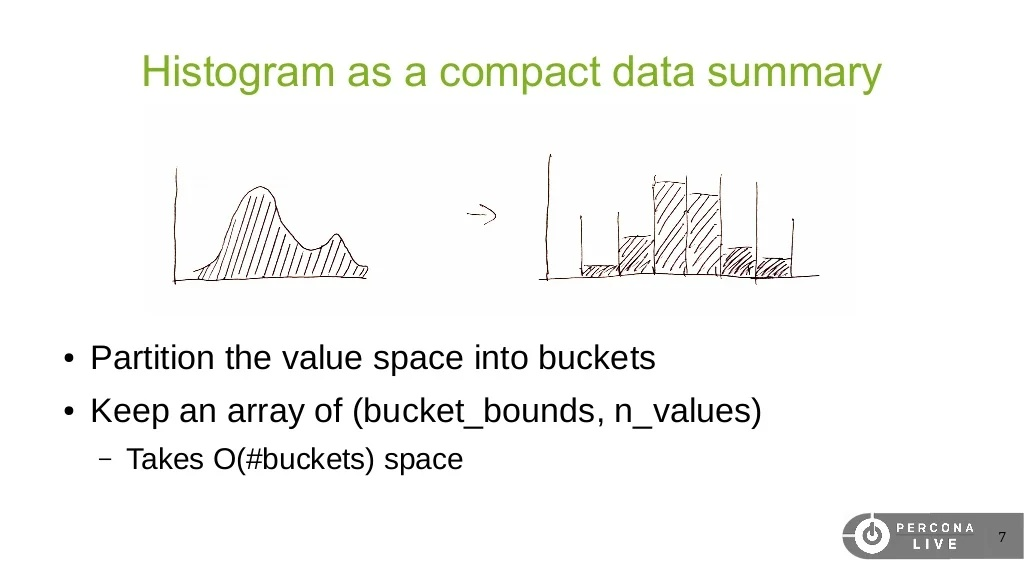 Histogram as a compact data summary
• Partition the value space into buckets
• Keep an array of (bucket_bounds, n_values)
– Takes O(#buckets) space
PERCONA
LIVE
7